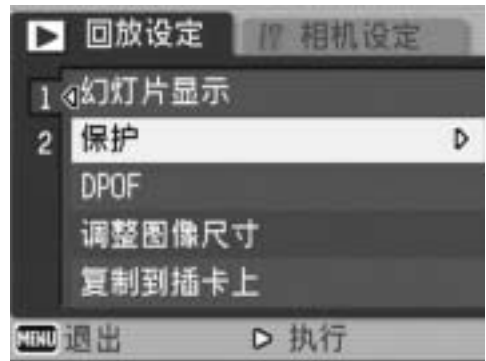 回放设定 相机设定
1 幻灯片显示
2 保护
DPOF
调整图像尺寸
复制到插卡上
MENU 退出 执行